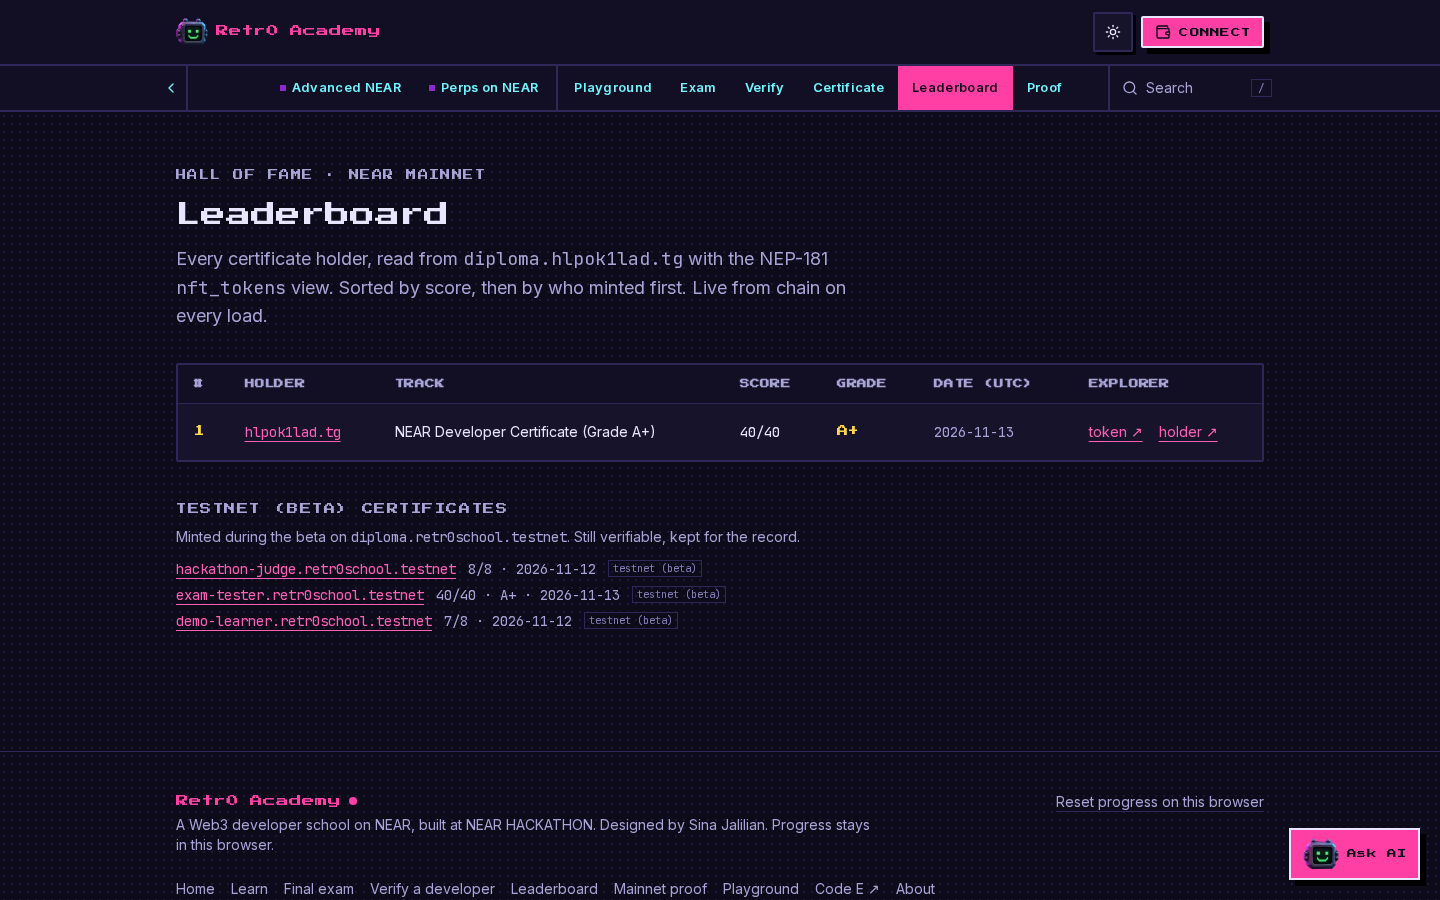 Retr0 Academy
CONNECT
Advanced NEAR
Perps on NEAR
Playground
Exam
Verify
Certificate
Leaderboard
Proof
Search
/
HALL OF FAME · NEAR MAINNET
Leaderboard
Every certificate holder, read from diploma.hlpok1lad.tg with the NEP-181
nft_tokens view. Sorted by score, then by who minted first. Live from chain on
every load.
# HOLDER TRACK SCORE GRADE DATE (UTC) EXPLORER
1 hlpok1lad.tg NEAR Developer Certificate (Grade A+) 40/40 A+ 2026-11-13 token ↗ holder ↗
TESTNET (BETA) CERTIFICATES
Minted during the beta on diploma.retr0school.testnet. Still verifiable, kept for the record.
hackathon-judge.retr0school.testnet 8/8 · 2026-11-12 testnet (beta)
exam-tester.retr0school.testnet 40/40 · A+ · 2026-11-13 testnet (beta)
demo-learner.retr0school.testnet 7/8 · 2026-11-12 testnet (beta)
Retr0 Academy
Reset progress on this browser
A Web3 developer school on NEAR, built at NEAR HACKATHON. Designed by Sina Jalilian. Progress stays
in this browser.
Ask AI
Home Learn Final exam Verify a developer Leaderboard Mainnet proof Playground Code E ↗ About